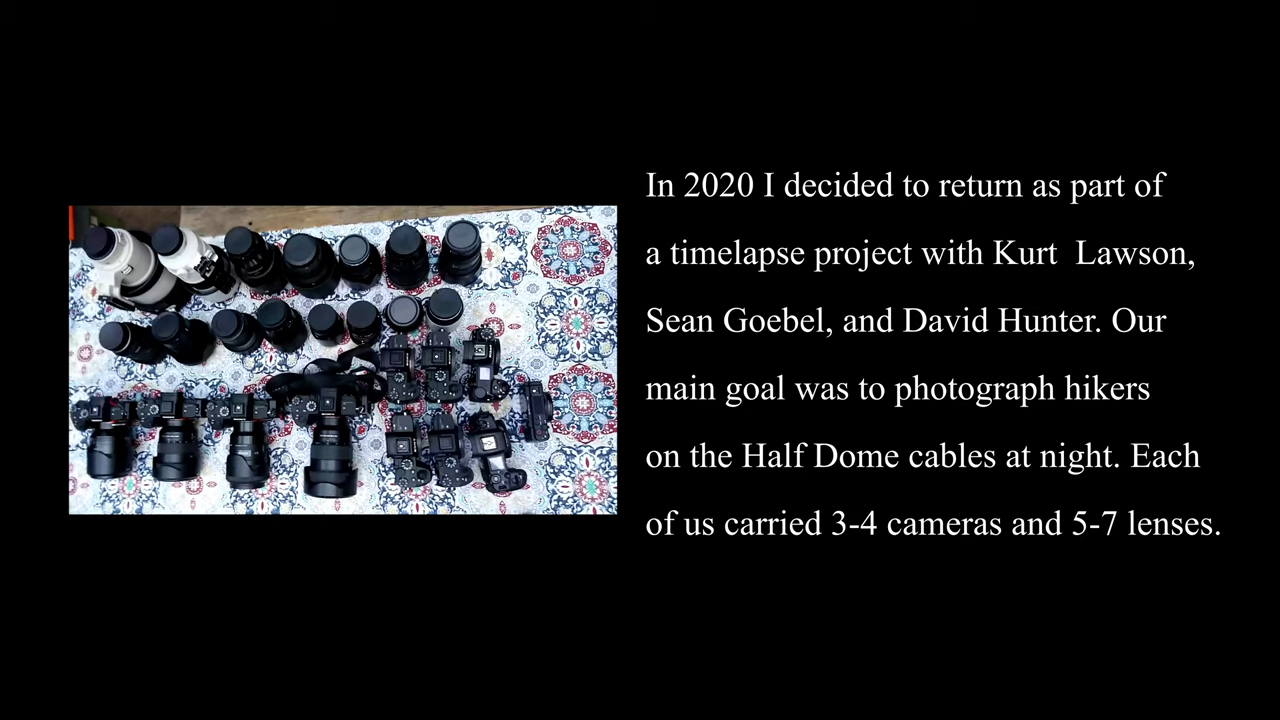 In 2020 I decided to return as part of
a timelapse project with Kurt  Lawson,
Sean Goebel, and David Hunter. Our
main goal was to photograph hikers
on the Half Dome cables at night. Each
of us carried 3-4 cameras and 5-7 lenses.